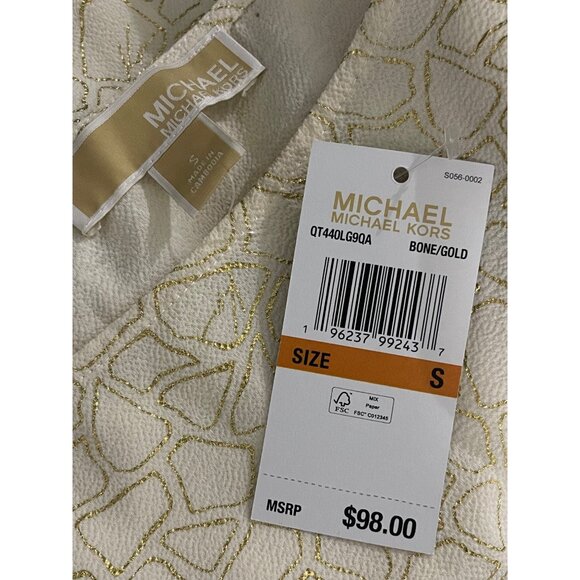 MICHAEL
MICHAEL KORS
S
MADE IN
CAMBODIA
S056-0002
MICHAEL
MICHAEL KORS
QT440LG9QA BONE/GOLD
1 96237 99243 7
SIZE S
FSC
MIX
Paper
FSC® C012345
MSRP $98.00